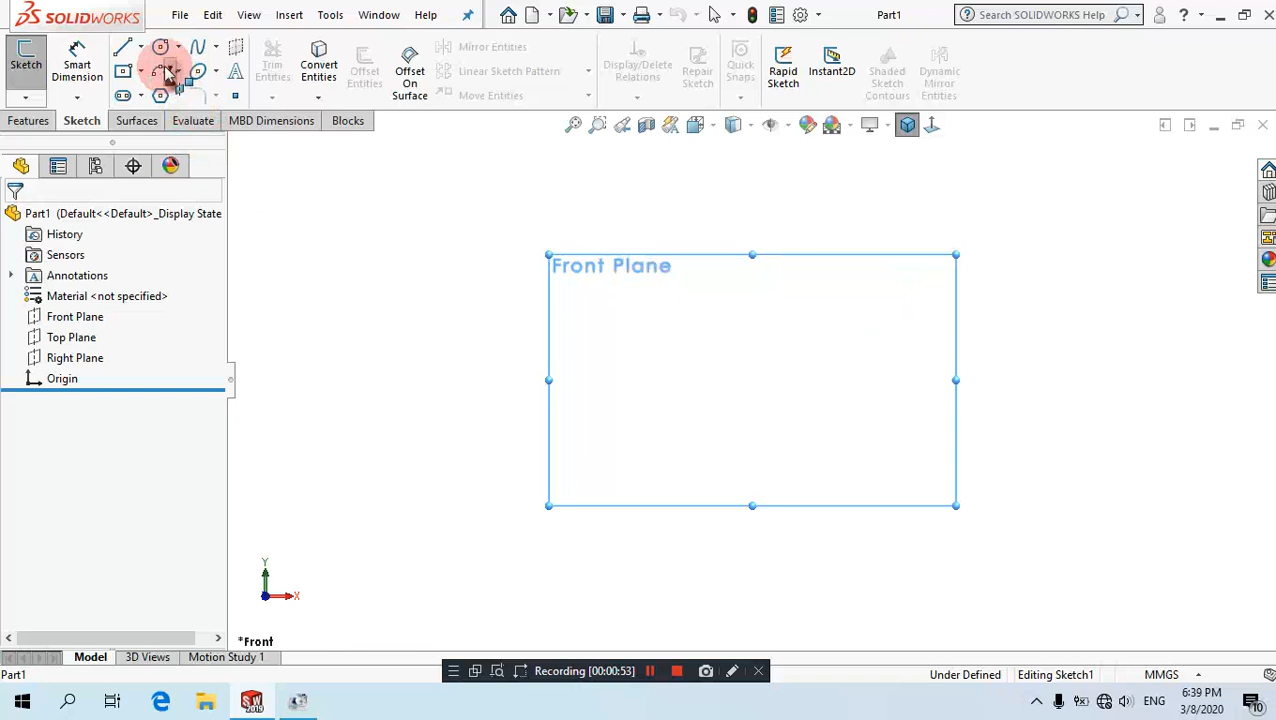 SOLIDWORKS File Edit View Insert Tools Window Help Part1 Search SOLIDWORKS Help
Sketch Smart Dimension Trim Entities Convert Entities Offset Entities Offset On Surface Mirror Entities Linear Sketch Pattern Move Entities Display/Delete Relations Repair Sketch Quick Snaps Rapid Sketch Instant2D Shaded Sketch Contours Dynamic Mirror Entities
Features Sketch Surfaces Evaluate MBD Dimensions Blocks
Part1 (Default<<Default>_Display State
History
Sensors
Annotations
Material <not specified>
Front Plane
Top Plane
Right Plane
Origin
Front Plane
Y
X
*Front
Model 3D Views Motion Study 1
Recording [00:00:53]
Part1 Under Defined Editing Sketch1 MMGS
SW 2019 ENG 6:39 PM
3/8/2020 10